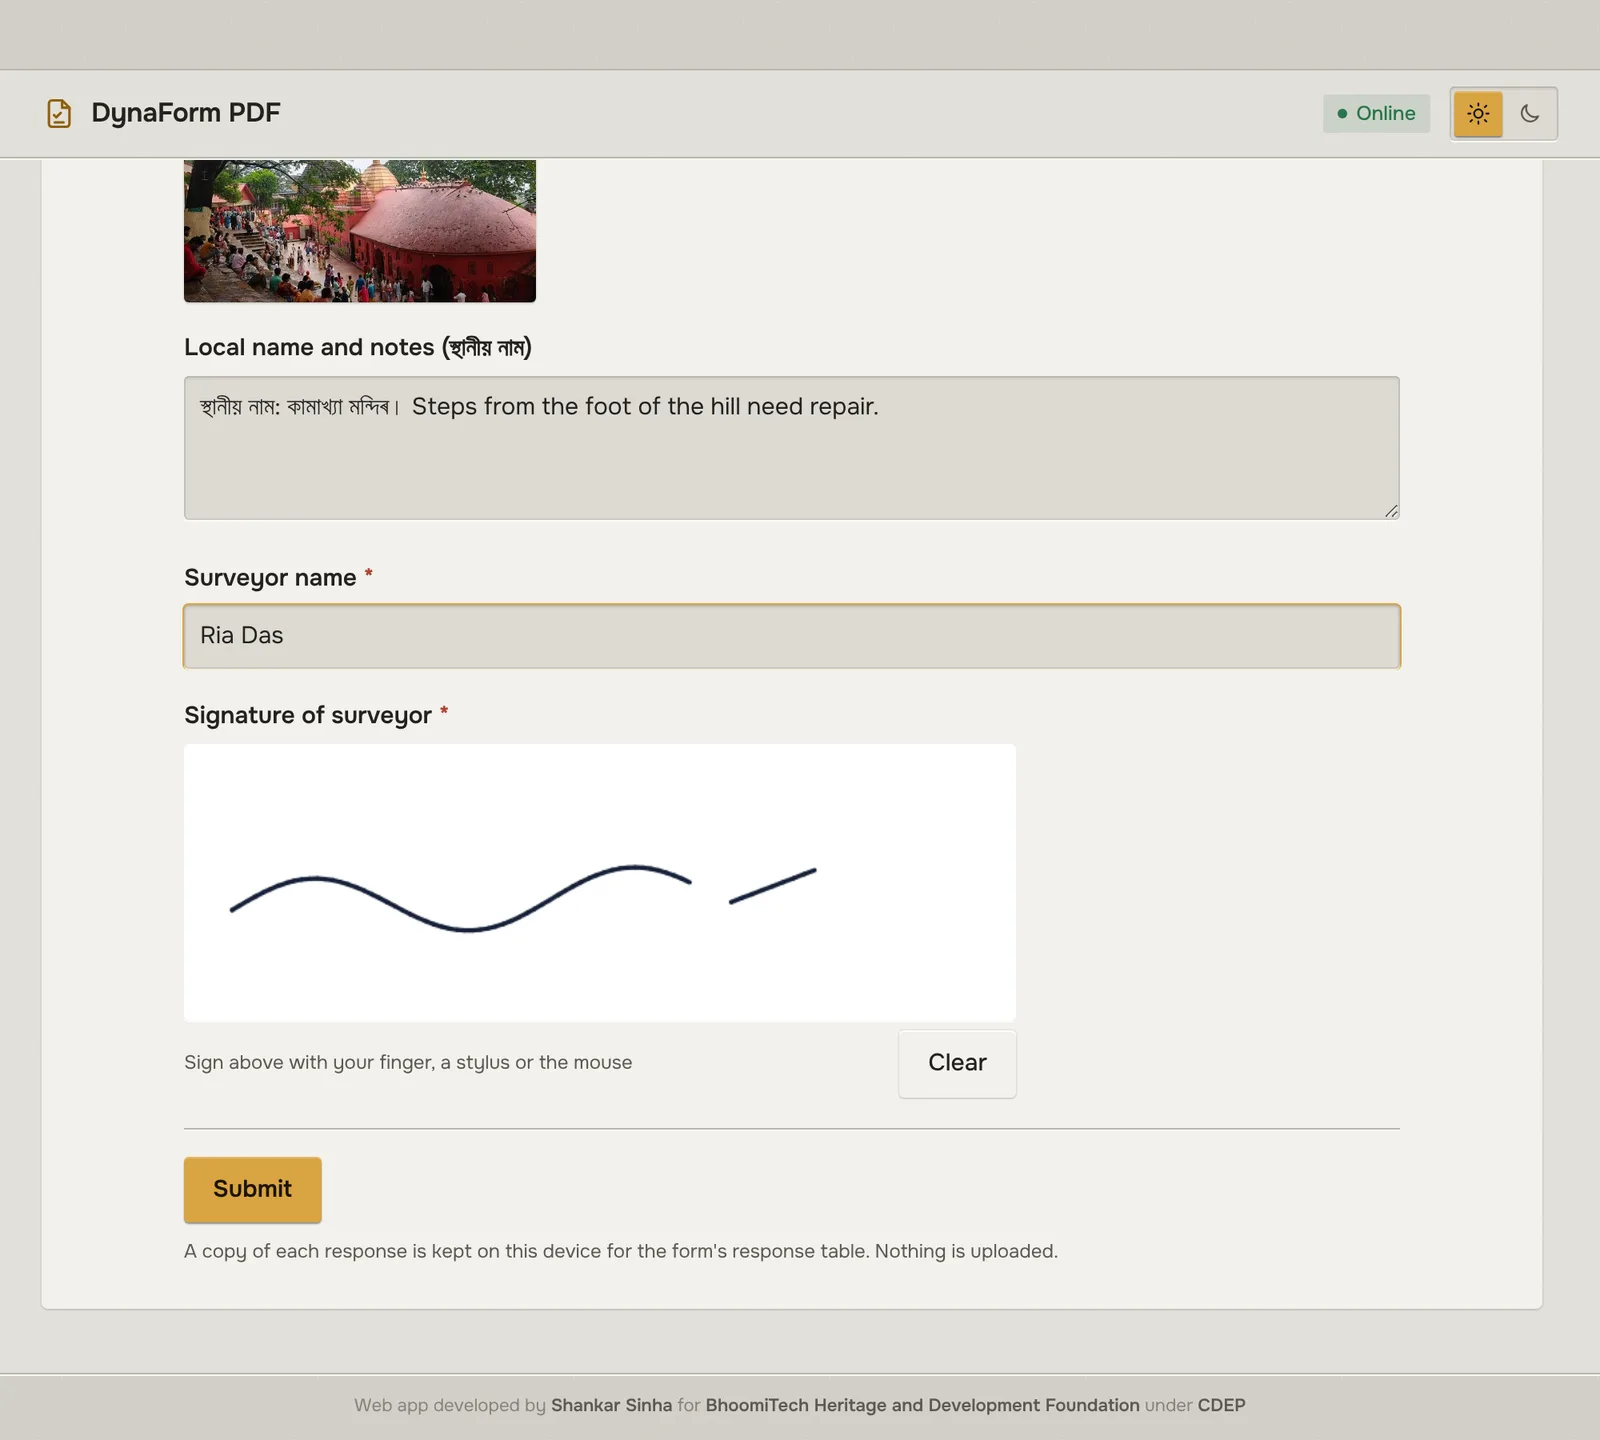 DynaForm PDF
Online
Local name and notes (স্থানীয় নাম)
স্থানীয় নাম: কামাখ্যা মন্দিৰ। Steps from the foot of the hill need repair.
Surveyor name *
Ria Das
Signature of surveyor *
Sign above with your finger, a stylus or the mouse
Clear
Submit
A copy of each response is kept on this device for the form's response table. Nothing is uploaded.
Web app developed by Shankar Sinha for BhoomiTech Heritage and Development Foundation under CDEP